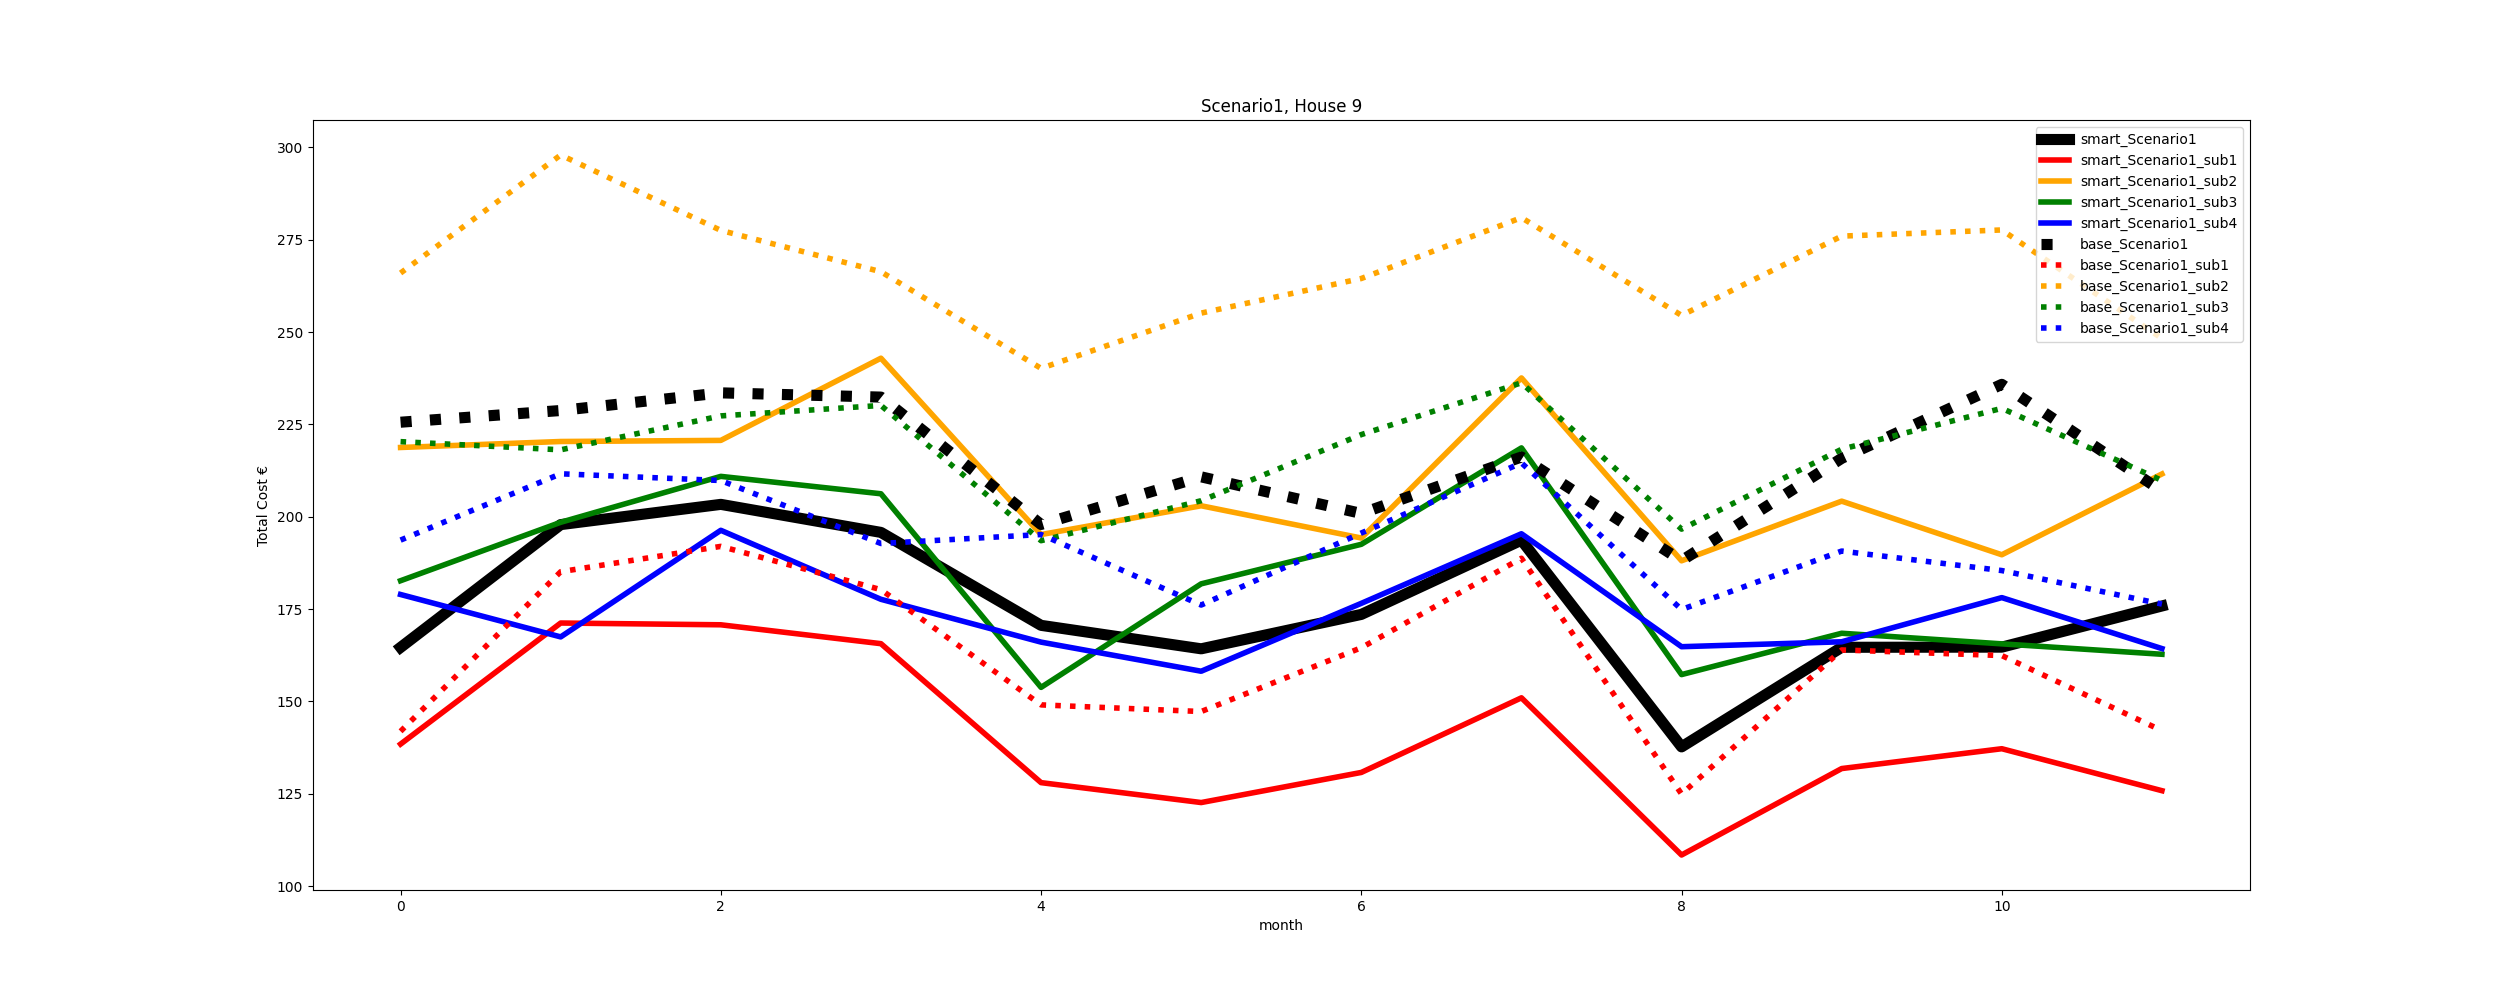 Scenario1, House 9
300
275
250
225
200
175
150
125
100
Total Cost €
0 2 4 6 8 10
month
smart_Scenario1
smart_Scenario1_sub1
smart_Scenario1_sub2
smart_Scenario1_sub3
smart_Scenario1_sub4
base_Scenario1
base_Scenario1_sub1
base_Scenario1_sub2
base_Scenario1_sub3
base_Scenario1_sub4